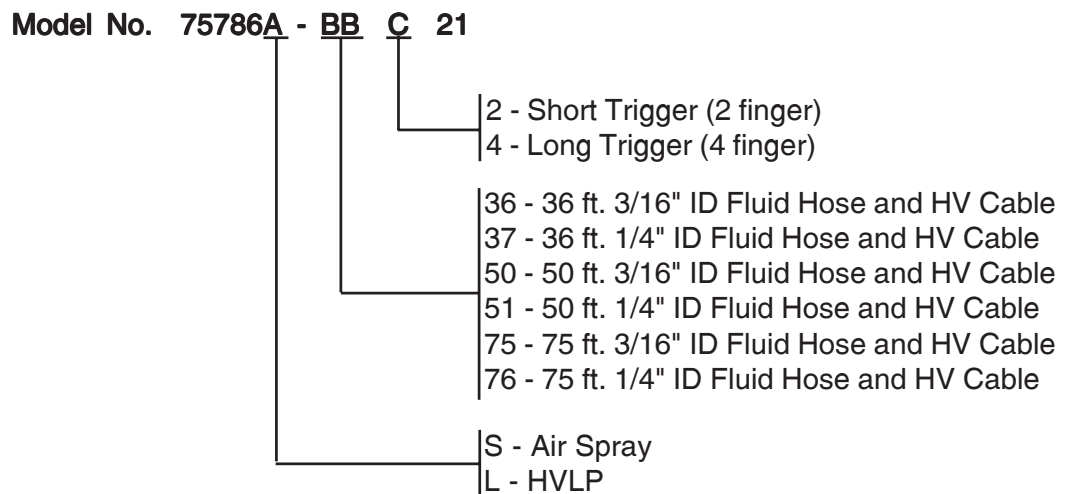 Model No. 75786A - BB C 21
2 - Short Trigger (2 finger)
4 - Long Trigger (4 finger)
36 - 36 ft. 3/16" ID Fluid Hose and HV Cable
37 - 36 ft. 1/4" ID Fluid Hose and HV Cable
50 - 50 ft. 3/16" ID Fluid Hose and HV Cable
51 - 50 ft. 1/4" ID Fluid Hose and HV Cable
75 - 75 ft. 3/16" ID Fluid Hose and HV Cable
76 - 75 ft. 1/4" ID Fluid Hose and HV Cable
S - Air Spray
L - HVLP